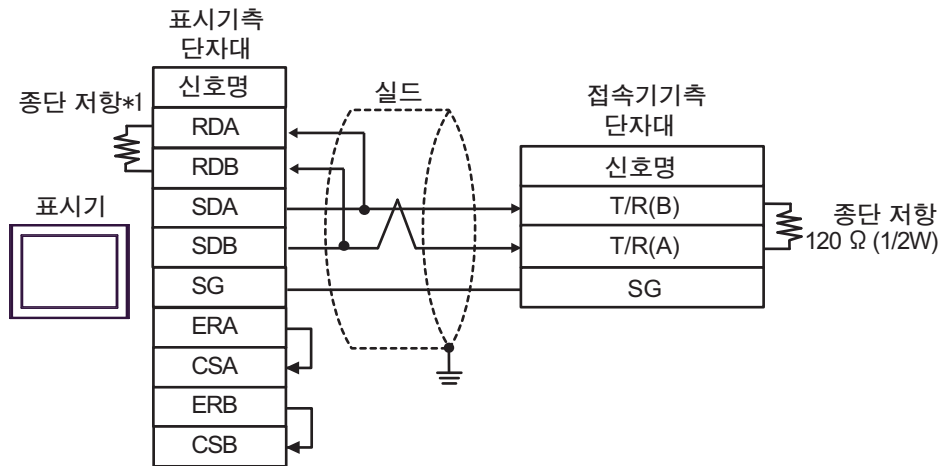 표시기측
단자대
신호명
RDA
RDB
SDA
SDB
SG
ERA
CSA
ERB
CSB
종단 저항*1
표시기
실드
접속기기측
단자대
신호명
T/R(B)
T/R(A)
SG
종단 저항
120 Ω (1/2W)